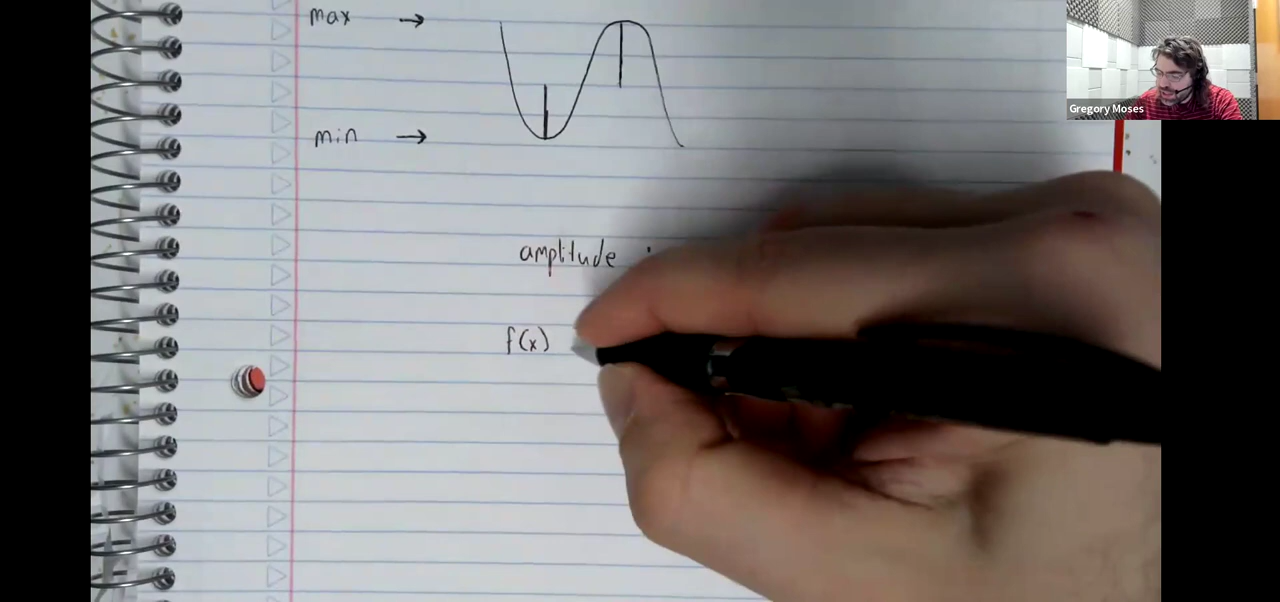 max →
Gregory Moses
min →
amplitude
f(x)